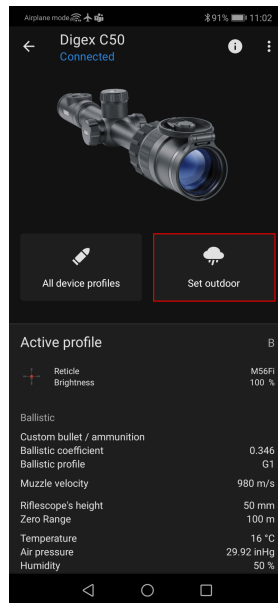 Airplane mode 91% 11:02
Digex C50
Connected
All device profiles Set outdoor
Active profile B
Reticle M56Fi
Brightness 100 %
Ballistic
Custom bullet / ammunition
Ballistic coefficient 0.346
Ballistic profile G1
Muzzle velocity 980 m/s
Riflescope's height 50 mm
Zero Range 100 m
Temperature 16 °C
Air pressure 29.92 inHg
Humidity 50 %